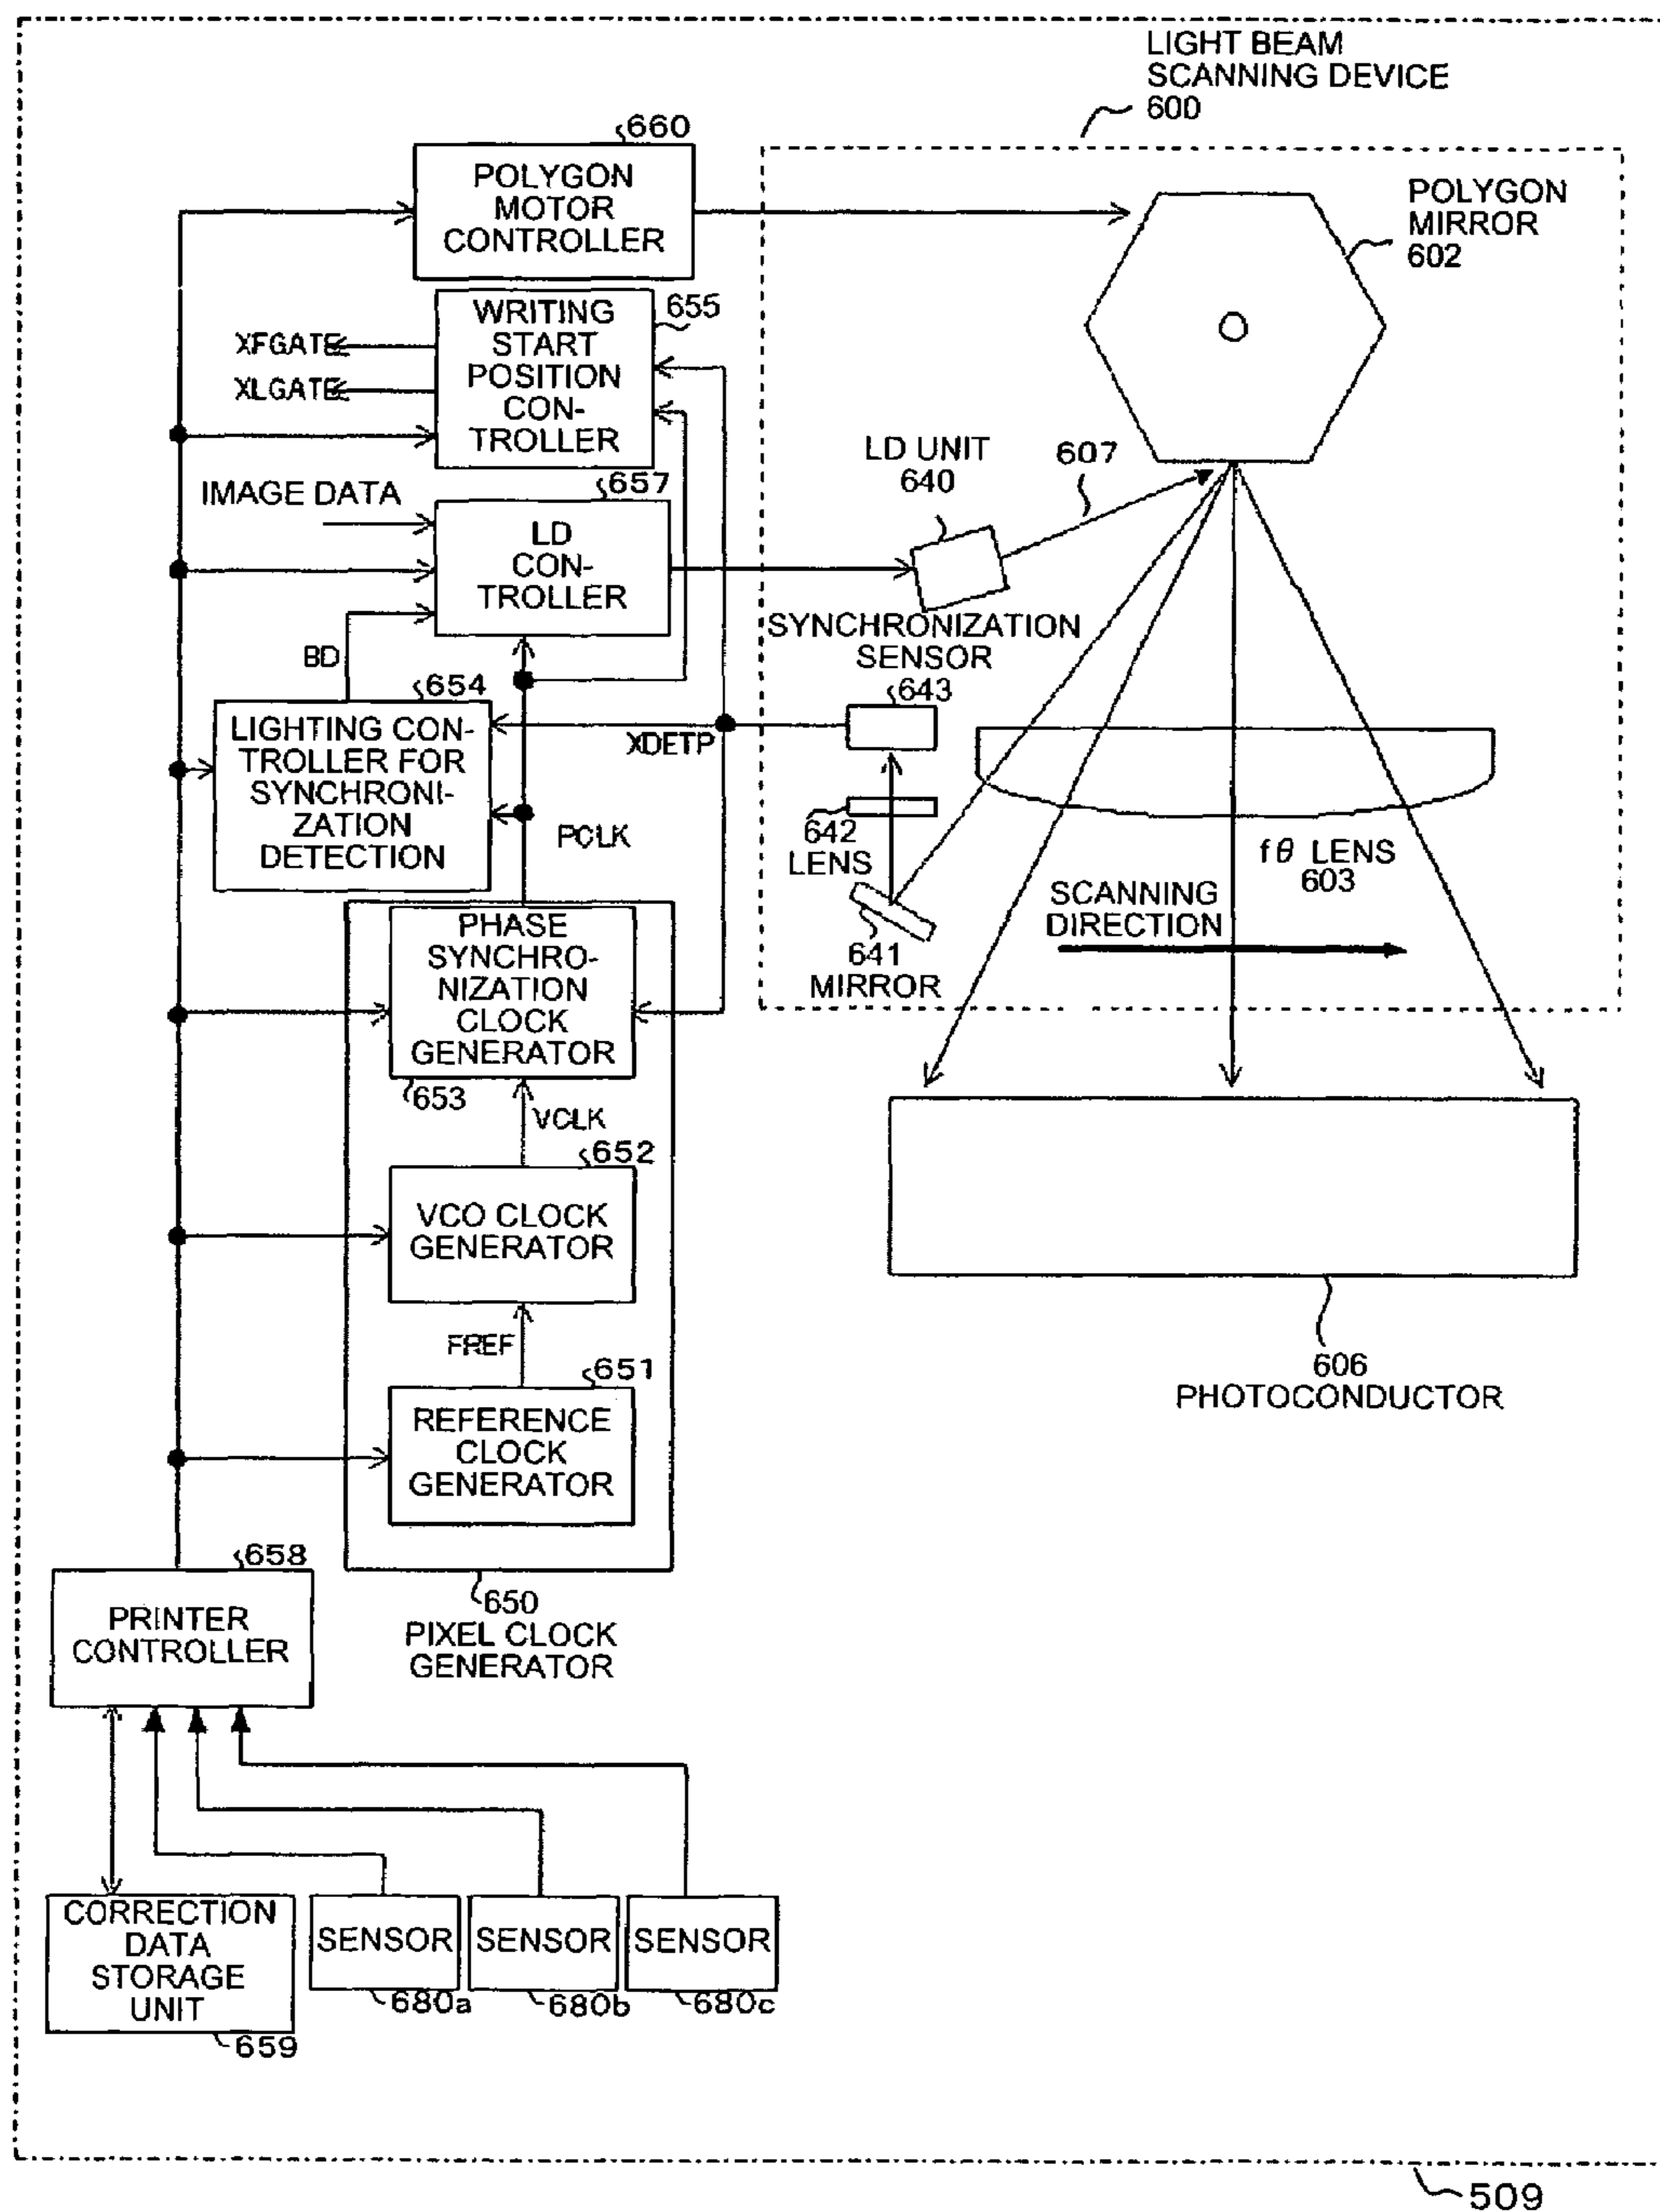 LIGHT BEAM
SCANNING DEVICE
600
660
POLYGON
MOTOR
CONTROLLER
POLYGON
MIRROR
602
655
WRITING
START
POSITION
CON-
TROLLER
XFGATE
XLGATE
IMAGE DATA
657
LD
CON-
TROLLER
LD UNIT
640
607
SYNCHRONIZATION
SENSOR
643
BD
654
LIGHTING CON-
TROLLER FOR
SYNCHRONI-
ZATION
DETECTION
XDETP
PCLK
642
LENS
fθ LENS
603
SCANNING
DIRECTION
641
MIRROR
PHASE
SYNCHRO-
NIZATION
CLOCK
GENERATOR
653
VCLK
652
VCO CLOCK
GENERATOR
FREF
651
REFERENCE
CLOCK
GENERATOR
606
PHOTOCONDUCTOR
658
PRINTER
CONTROLLER
650
PIXEL CLOCK
GENERATOR
CORRECTION
DATA
STORAGE
UNIT
659
SENSOR
680a
SENSOR
680b
SENSOR
680c
509